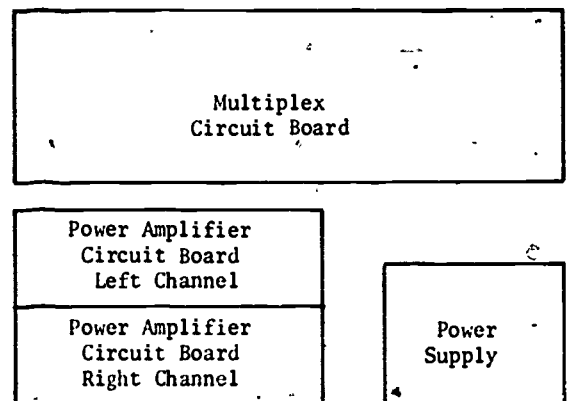 Multiplex
Circuit Board
Power Amplifier
Circuit Board
Left Channel
Power Amplifier
Circuit Board
Right Channel
Power
Supply